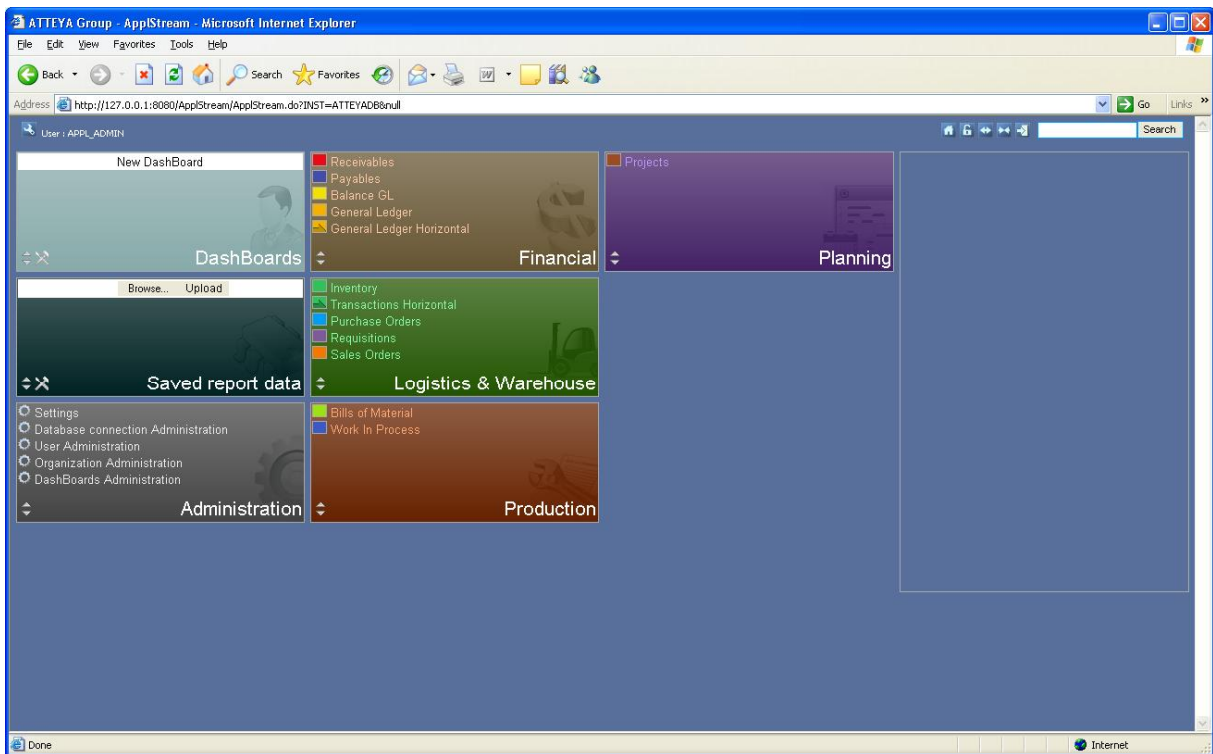 ATTEYA Group - ApplStream - Microsoft Internet Explorer
File Edit View Favorites Tools Help
Back Search Favorites
Address http://127.0.0.1:8080/ApplStream/ApplStream.do?INST=ATTEYADB&null Go Links
User : APPL_ADMIN Search
New DashBoard
DashBoards
Receivables
Payables
Balance GL
General Ledger
General Ledger Horizontal
Financial
Projects
Planning
Browse... Upload
Saved report data
Inventory
Transactions Horizontal
Purchase Orders
Requisitions
Sales Orders
Logistics & Warehouse
Settings
Database connection Administration
User Administration
Organization Administration
DashBoards Administration
Administration
Bills of Material
Work In Process
Production
Done Internet